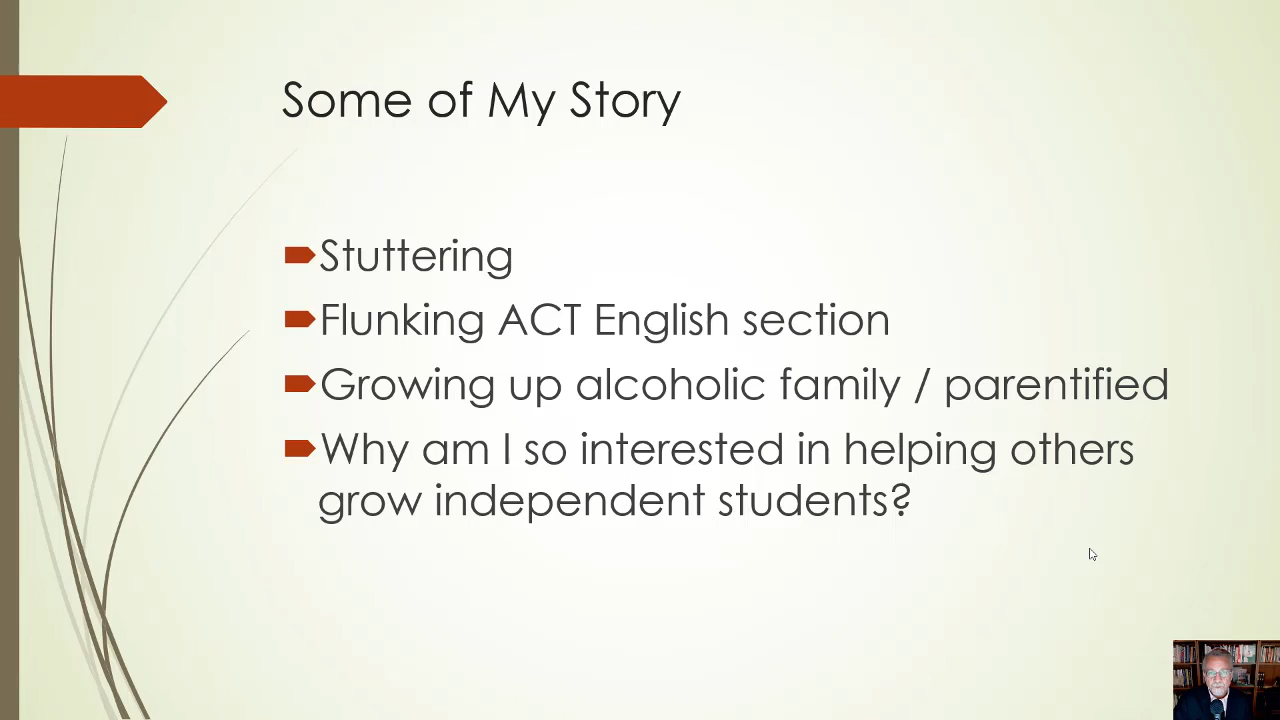 Some of My Story
Stuttering
Flunking ACT English section
Growing up alcoholic family / parentified
Why am I so interested in helping others
grow independent students?